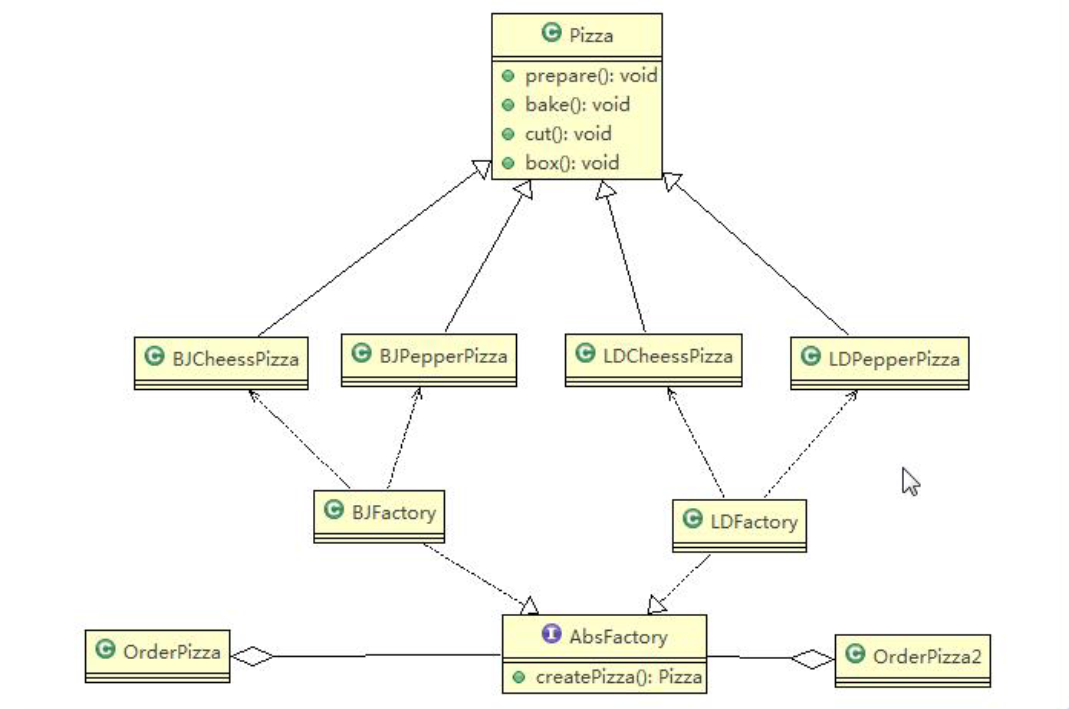 Pizza
prepare(): void
bake(): void
cut(): void
box(): void
BJCheessPizza
BJPepperPizza
LDCheessPizza
LDPepperPizza
BJFactory
LDFactory
OrderPizza
AbsFactory
createPizza(): Pizza
OrderPizza2